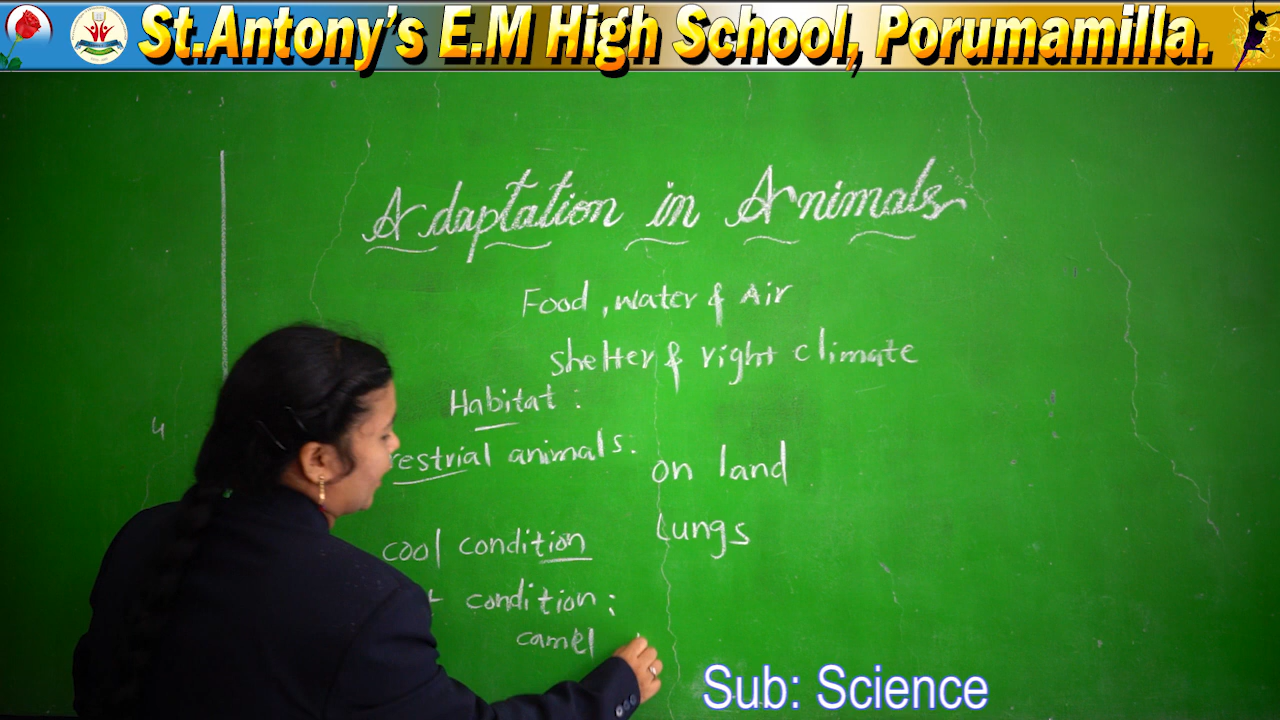 St.Antony's E.M High School, Porumamilla.
Adaptation in Animals
Food, water & Air
shelter & right climate
Habitat :
restrial animals:
on land
cool condition
lungs
condition :
camel
4
Sub: Science